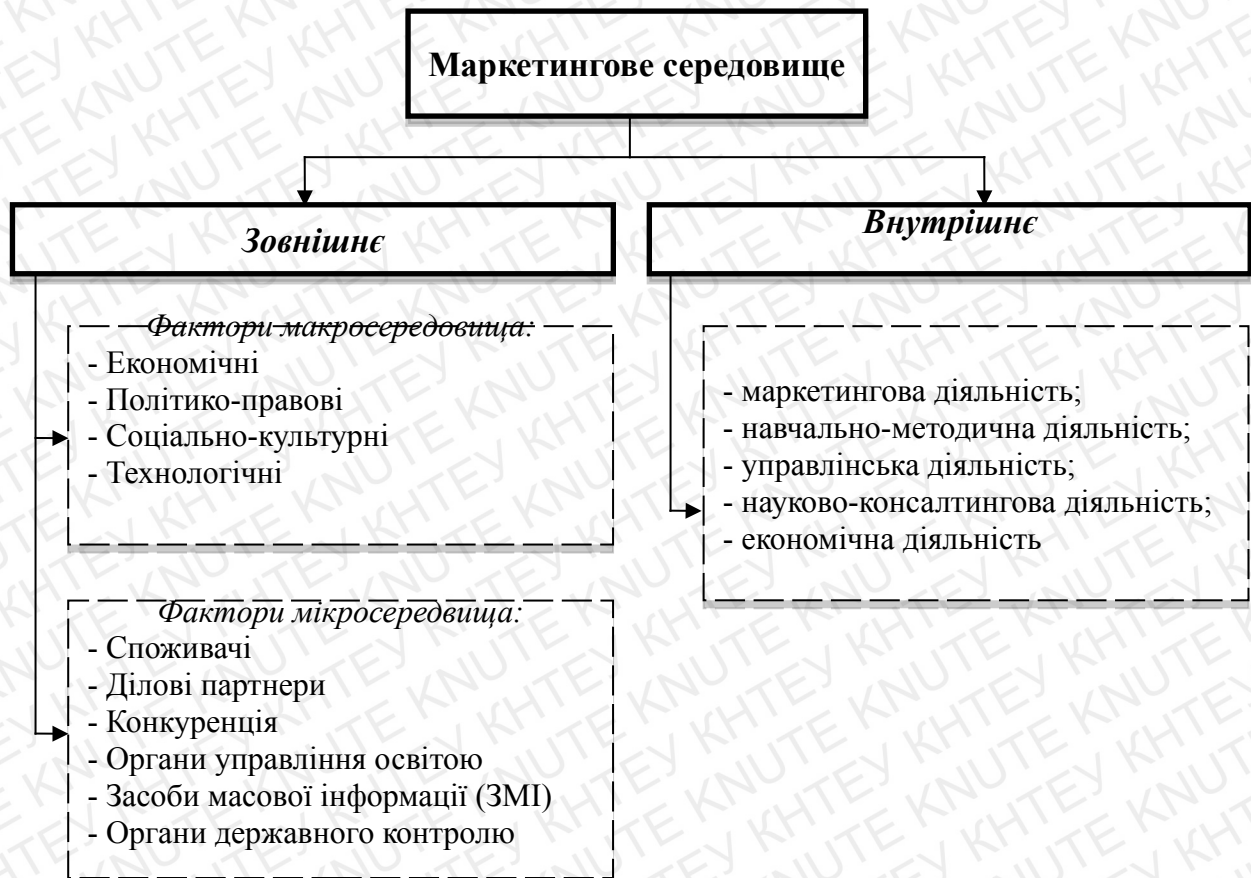 Маркетингове середовище
Зовнішнє
Внутрішнє
Фактори макросередовища:
- Економічні
- Політико-правові
- Соціально-культурні
- Технологічні
- маркетингова діяльність;
- навчально-методична діяльність;
- управлінська діяльність;
- науково-консалтингова діяльність;
- економічна діяльність
Фактори мікросередвища:
- Споживачі
- Ділові партнери
- Конкуренція
- Органи управління освітою
- Засоби масової інформації (ЗМІ)
- Органи державного контролю